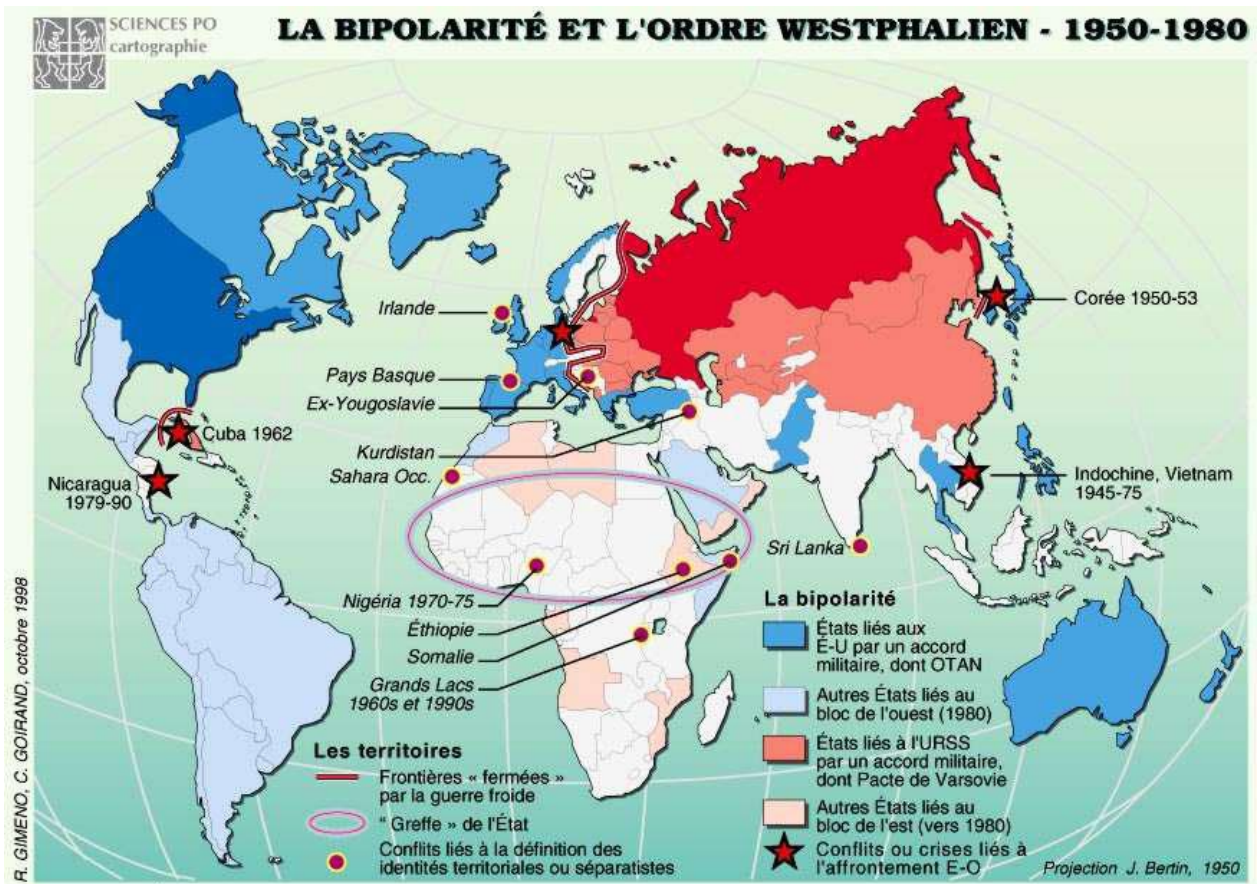 SCIENCES PO
cartographie
LA BIPOLARITÉ ET L'ORDRE WESTPHALIEN - 1950-1980
Irlande
Pays Basque
Ex-Yougoslavie
Kurdistan
Sahara Occ.
Cuba 1962
Nicaragua
1979-90
Corée 1950-53
Indochine, Vietnam
1945-75
Sri Lanka
Nigéria 1970-75
Éthiopie
Somalie
Grands Lacs
1960s et 1990s
Les territoires
Frontières « fermées »
par la guerre froide
" Greffe » de l'État
Conflits liés à la définition des
identités territoriales ou séparatistes
La bipolarité
États liés aux
É-U par un accord
militaire, dont OTAN
Autres États liés au
bloc de l'ouest (1980)
États liés à l'URSS
par un accord militaire,
dont Pacte de Varsovie
Autres États liés au
bloc de l'est (vers 1980)
Conflits ou crises liés à
l'affrontement E-O
Projection J. Bertin, 1950
R. GIMENO, C. GOIRAND, octobre 1998